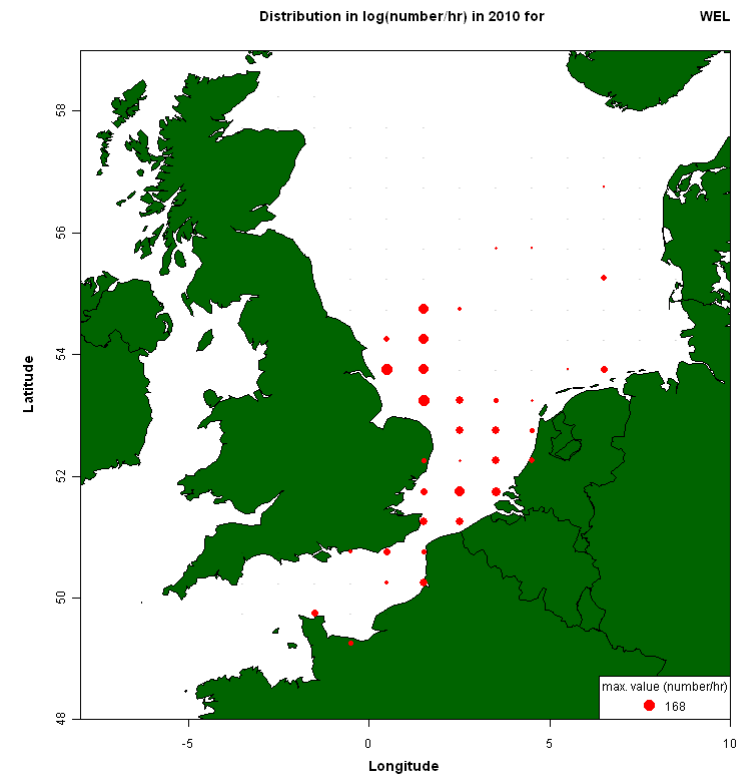 Distribution in log(number/hr) in 2010 for WEL
58
56
54
52
50
48
Latitude
-5 0 5 10
Longitude
max. value (number/hr)
168